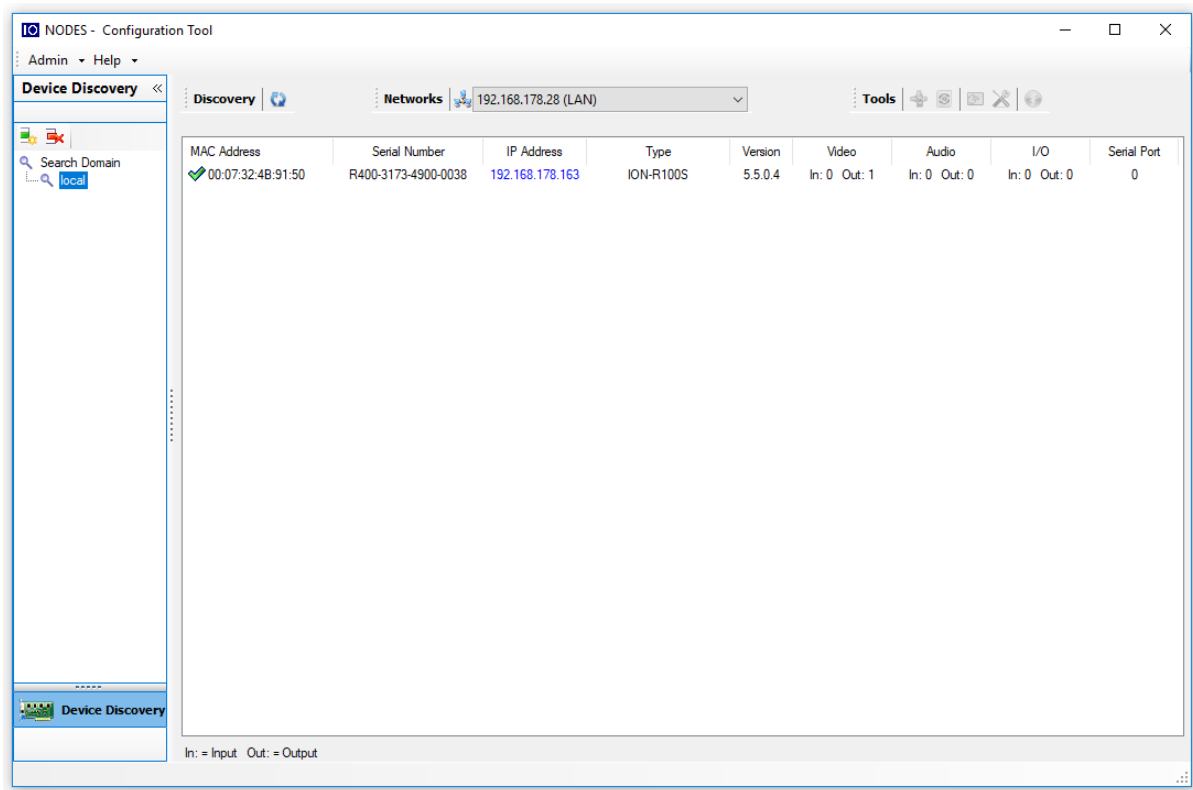 IO NODES - Configuration Tool
Admin Help
Device Discovery «
Discovery Networks 192.168.178.28 (LAN) Tools
Search Domain
local
MAC Address Serial Number IP Address Type Version Video Audio I/O Serial Port
00:07:32:4B:91:50 R400-3173-4900-0038 192.168.178.163 ION-R100S 5.5.0.4 In: 0 Out: 1 In: 0 Out: 0 In: 0 Out: 0 0
Device Discovery
In: = Input Out: = Output